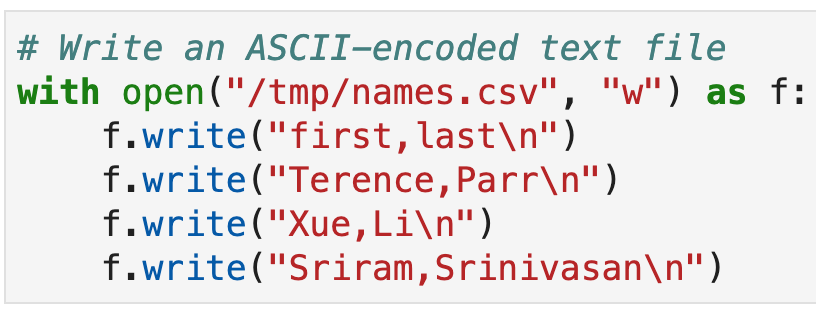 # Write an ASCII-encoded text file
with open("/tmp/names.csv", "w") as f:
    f.write("first,last\n")
    f.write("Terence,Parr\n")
    f.write("Xue,Li\n")
    f.write("Sriram,Srinivasan\n")